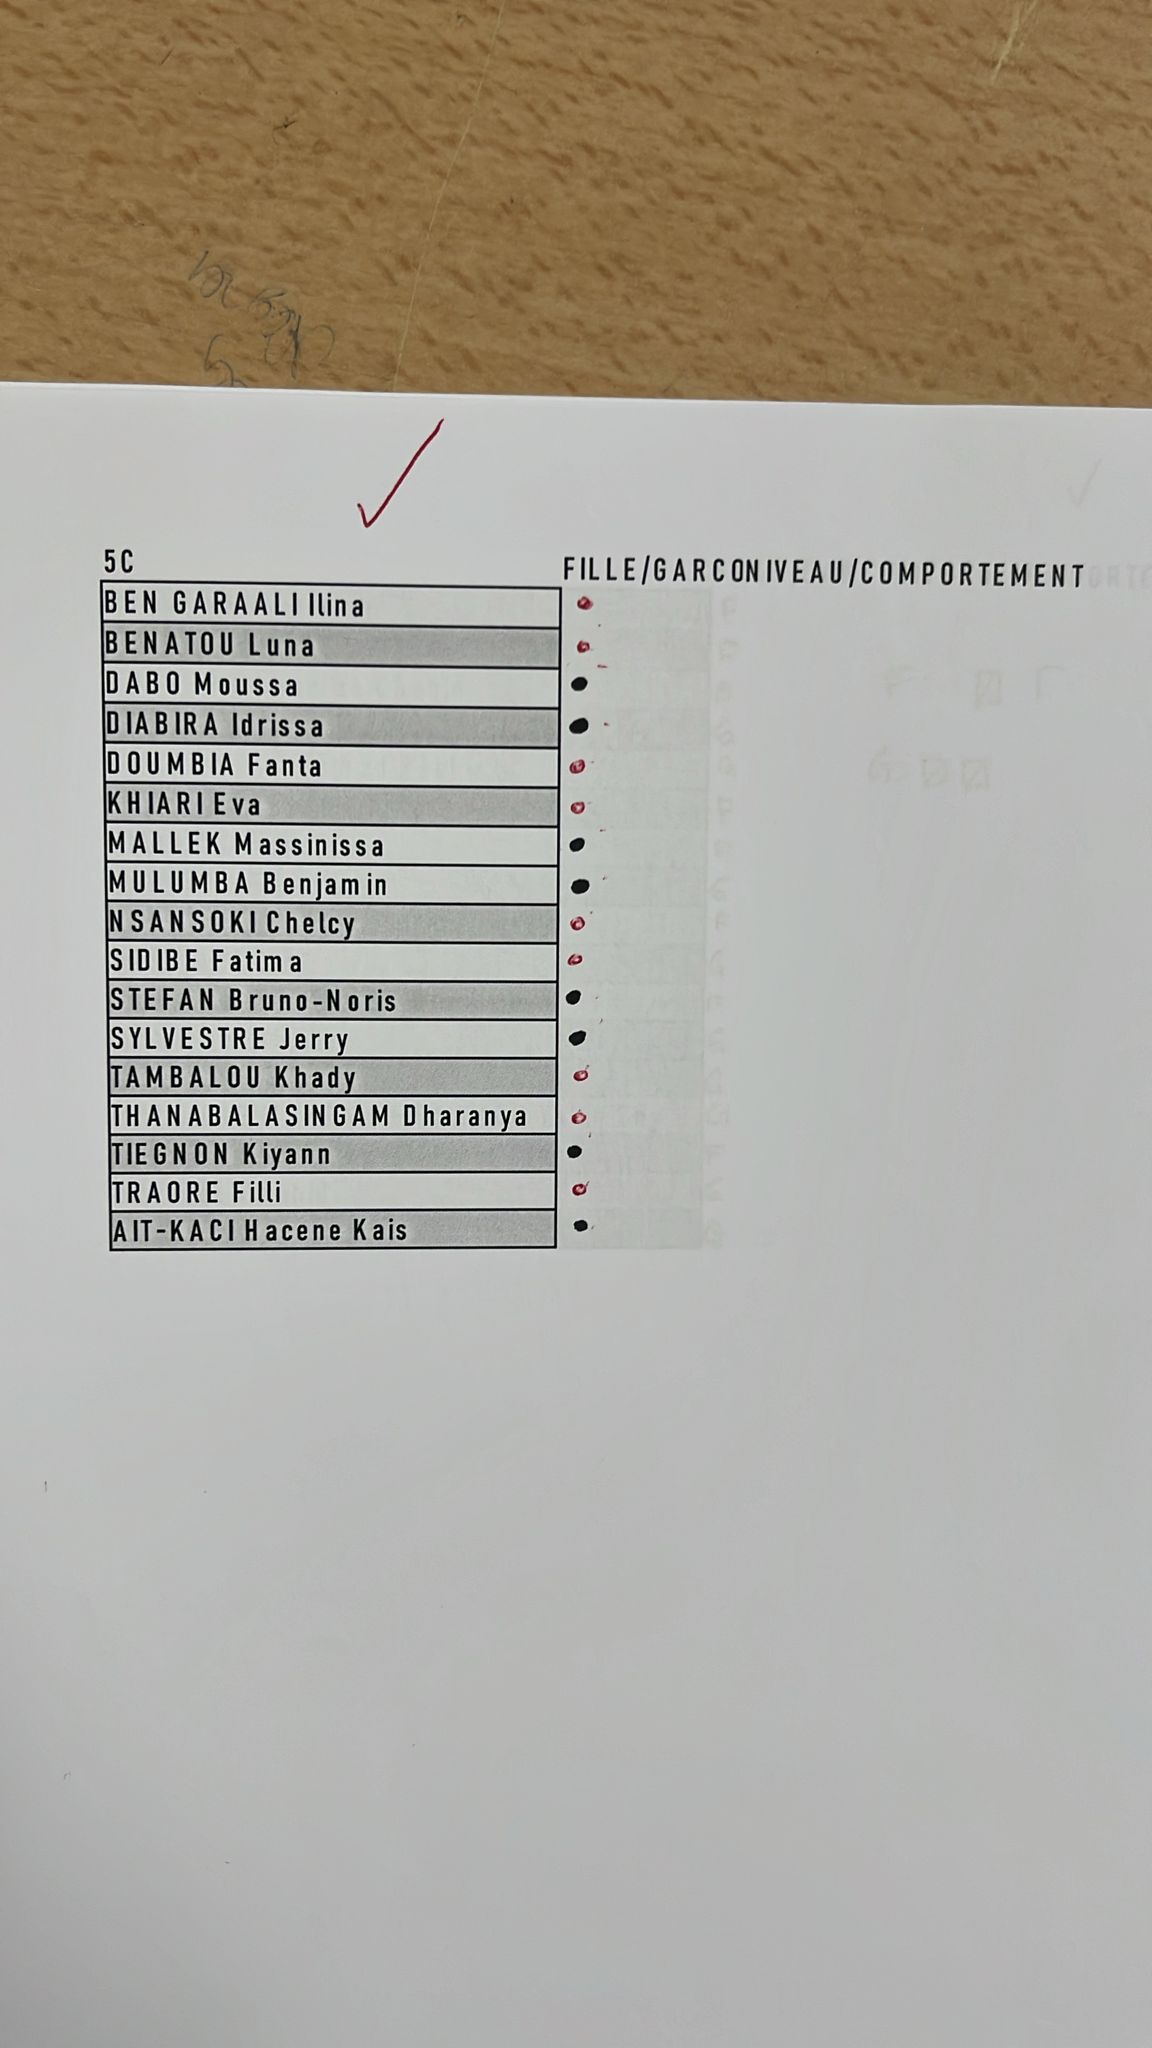 5C
FILLE/GARCONIVEAU/COMPORTEMENT
BEN GARAALI Ilina
BENATOU Luna
DABO Moussa
DIABIRA Idrissa
DOUMBIA Fanta
KHIARI Eva
MALLEK Massinissa
MULUMBA Benjamin
NSANSOKI Chelcy
SIDIBE Fatima
STEFAN Bruno-Noris
SYLVESTRE Jerry
TAMBALOU Khady
THANABALASINGAM Dharanya
TIEGNON Kiyann
TRAORE Filli
AIT-KACI Hacene Kais